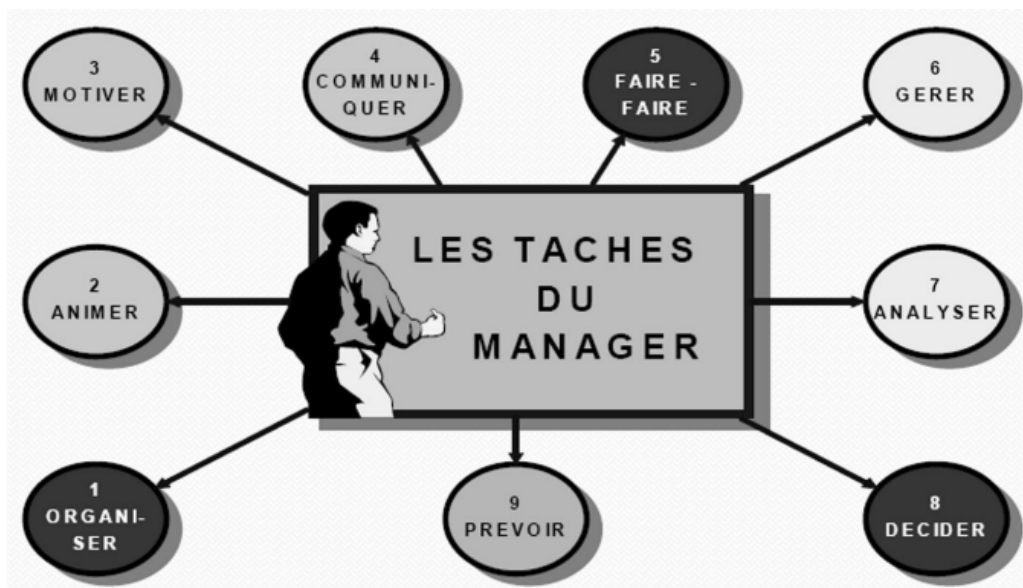 3
MOTIVER
4
COMMUNI-
QUER
5
FAIRE -
FAIRE
6
GERER
LES TACHES
DU
MANAGER
2
ANIMER
7
ANALYSER
1
ORGANI-
SER
9
PREVOIR
8
DECIDER